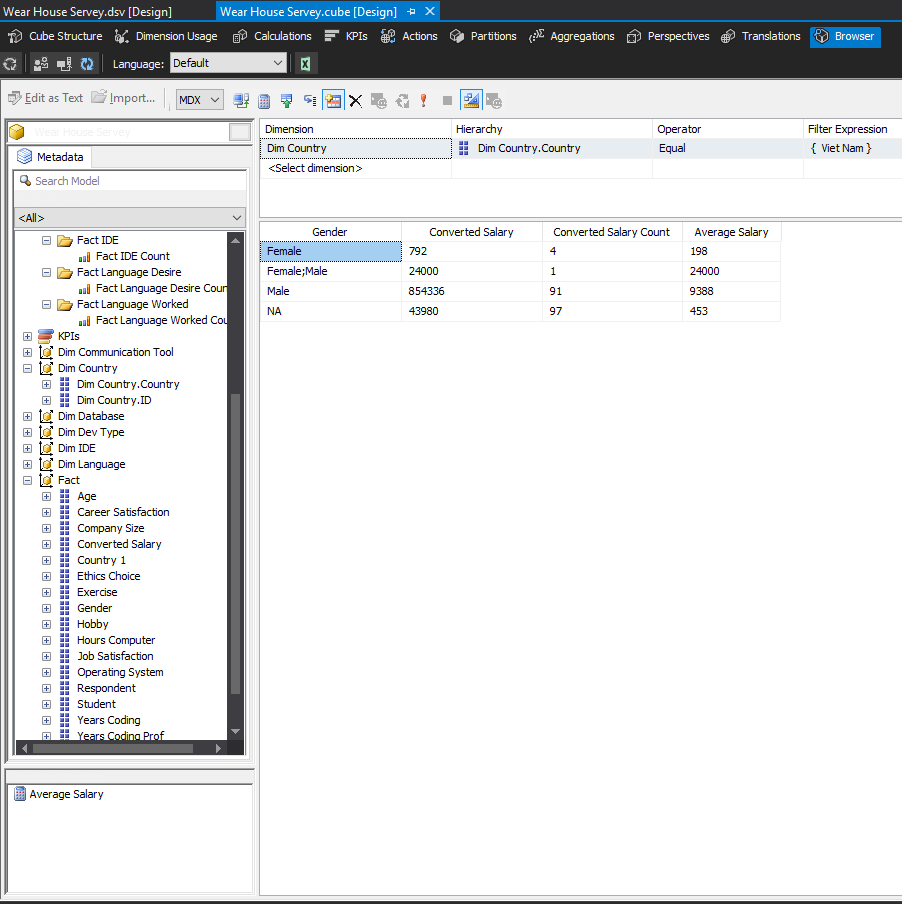 Wear House Servey.dsv [Design] Wear House Servey.cube [Design]
Cube Structure Dimension Usage Calculations KPIs Actions Partitions Aggregations Perspectives Translations Browser
Language: Default
Edit as Text Import... MDX
Wear House Servey
Metadata
Search Model
<All>
Fact IDE
Fact IDE Count
Fact Language Desire
Fact Language Desire Coun
Fact Language Worked
Fact Language Worked Cou
KPIs
Dim Communication Tool
Dim Country
Dim Country.Country
Dim Country.ID
Dim Database
Dim Dev Type
Dim IDE
Dim Language
Fact
Age
Career Satisfaction
Company Size
Converted Salary
Country 1
Ethics Choice
Exercise
Gender
Hobby
Hours Computer
Job Satisfaction
Operating System
Respondent
Student
Years Coding
Years Coding Prof
Average Salary
Dimension Hierarchy Operator Filter Expression
Dim Country Dim Country.Country Equal { Viet Nam }
<Select dimension>
Gender Converted Salary Converted Salary Count Average Salary
Female 792 4 198
Female;Male 24000 1 24000
Male 854336 91 9388
NA 43980 97 453